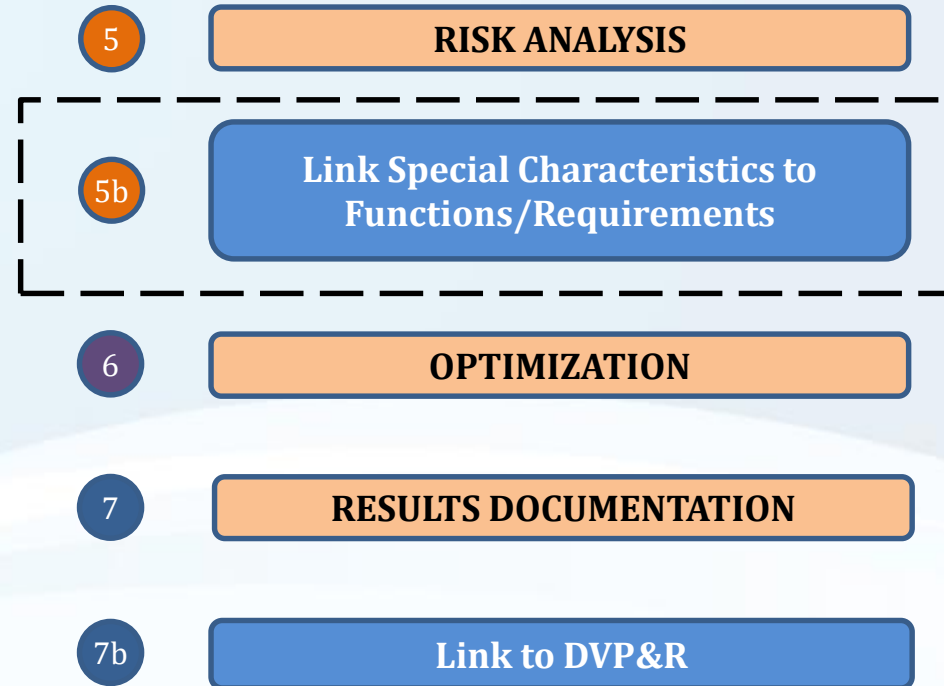 5
RISK ANALYSIS
5b
Link Special Characteristics to
Functions/Requirements
6
OPTIMIZATION
7
RESULTS DOCUMENTATION
7b
Link to DVP&R